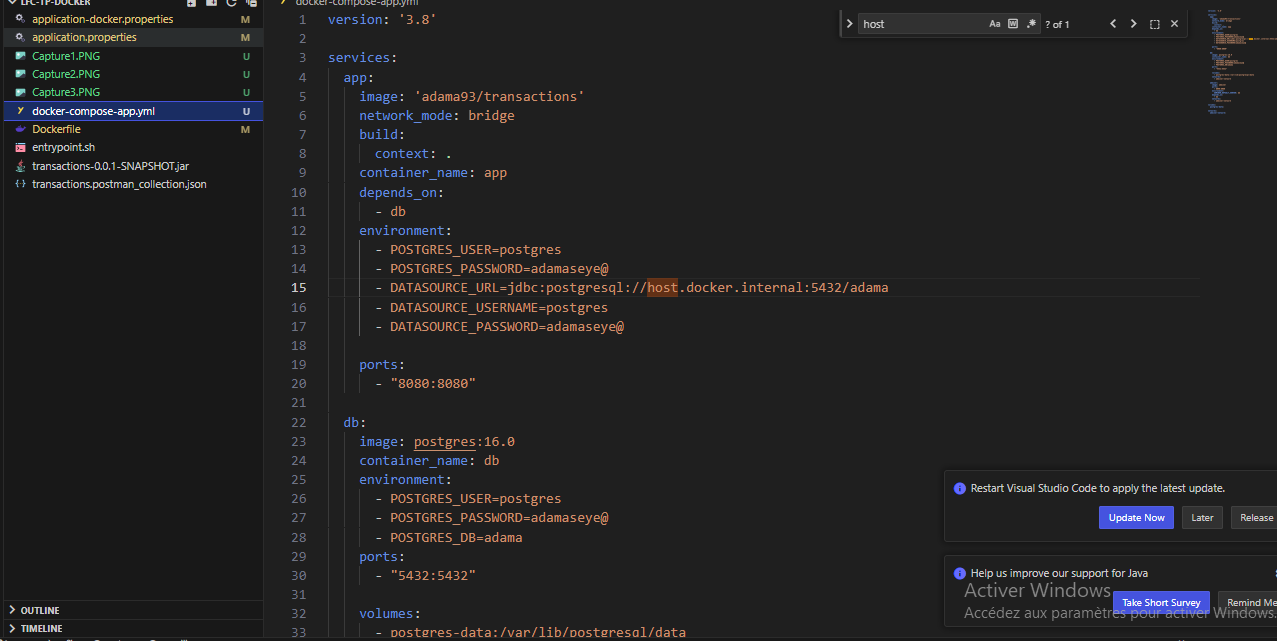 LFC-TP-DOCKER
application-docker.properties M
application.properties M
Capture1.PNG U
Capture2.PNG U
Capture3.PNG U
docker-compose-app.yml U
Dockerfile M
entrypoint.sh
transactions-0.0.1-SNAPSHOT.jar
transactions.postman_collection.json
OUTLINE
TIMELINE
docker-compose-app.yml
host Aa ? of 1
1 version: '3.8'
2
3 services:
4 app:
5 image: 'adama93/transactions'
6 network_mode: bridge
7 build:
8 context: .
9 container_name: app
10 depends_on:
11 - db
12 environment:
13 - POSTGRES_USER=postgres
14 - POSTGRES_PASSWORD=adamaseye@
15 - DATASOURCE_URL=jdbc:postgresql://host.docker.internal:5432/adama
16 - DATASOURCE_USERNAME=postgres
17 - DATASOURCE_PASSWORD=adamaseye@
18
19 ports:
20 - "8080:8080"
21
22 db:
23 image: postgres:16.0
24 container_name: db
25 environment:
26 - POSTGRES_USER=postgres
27 - POSTGRES_PASSWORD=adamaseye@
28 - POSTGRES_DB=adama
29 ports:
30 - "5432:5432"
31
32 volumes:
33 - postgres-data:/var/lib/postgresql/data
Restart Visual Studio Code to apply the latest update.
Update Now Later Release
Help us improve our support for Java
Take Short Survey Remind Me
Activer Windows
Accédez aux paramètres pour activer Windows.